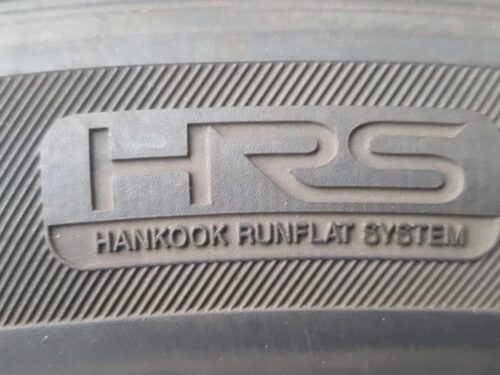 HRS
HANKOOK RUNFLAT SYSTEM